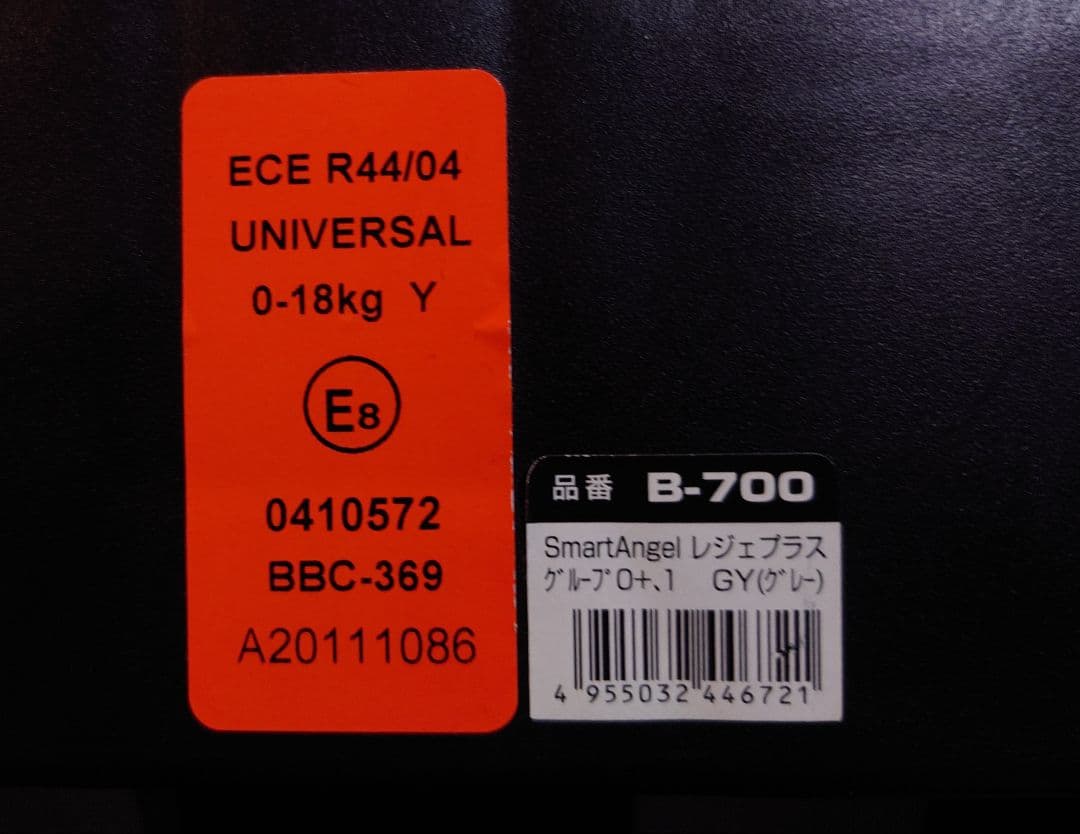 ECE R44/04
UNIVERSAL
0-18kg Y
E8
0410572
BBC-369
A20111086
品番 B-700
SmartAngel レジェプラス
ｸﾞﾙｰﾌﾟ0+､1 GY(ｸﾞﾚｰ)
4 955032 446721